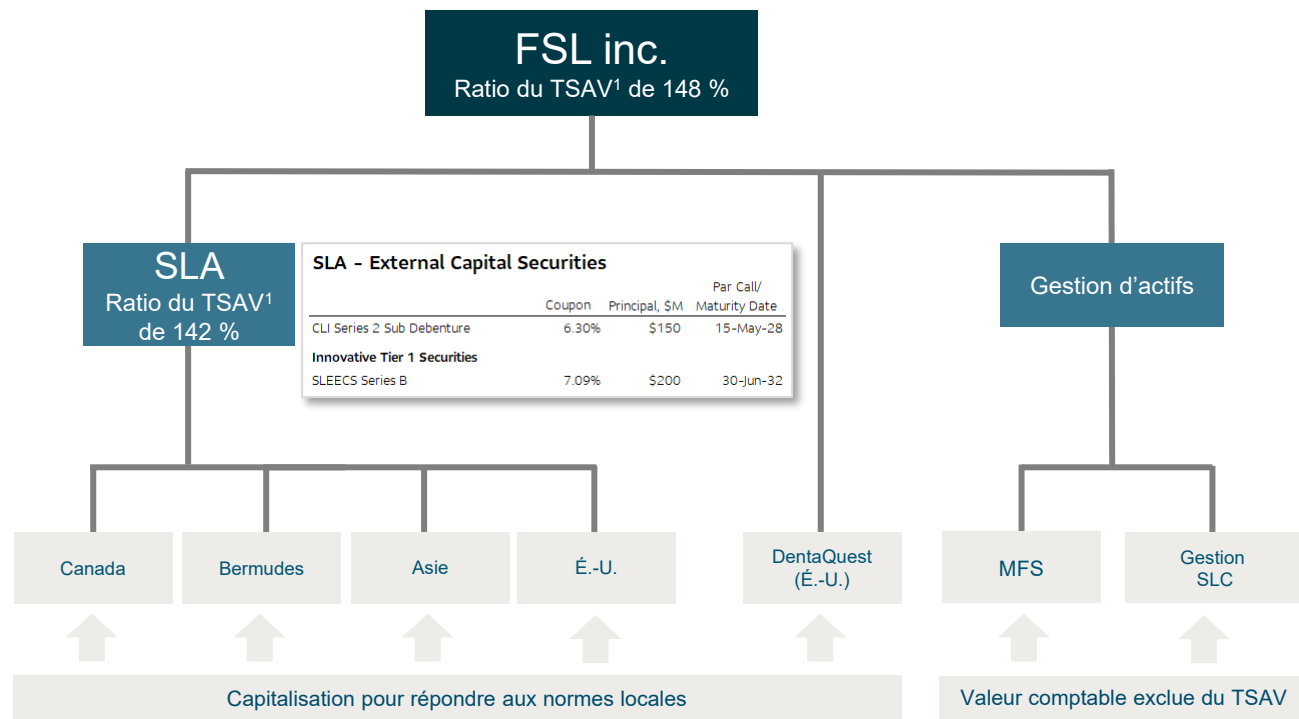 FSL inc.
Ratio du TSAV¹ de 148 %
SLA
Ratio du TSAV¹
de 142 %
SLA – External Capital Securities
Par Call/
Coupon Principal, $M Maturity Date
CLI Series 2 Sub Debenture 6.30% $150 15-May-28
Innovative Tier 1 Securities
SLEECS Series B 7.09% $200 30-Jun-32
Gestion d’actifs
Canada
Bermudes
Asie
É.-U.
DentaQuest
(É.-U.)
MFS
Gestion
SLC
Capitalisation pour répondre aux normes locales
Valeur comptable exclue du TSAV